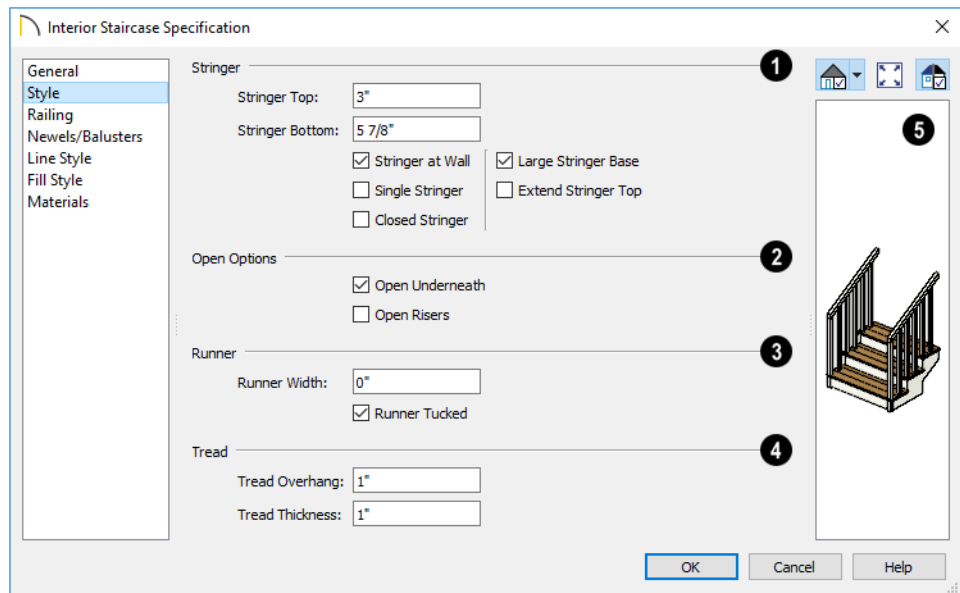 Interior Staircase Specification
General
Style
Railing
Newels/Balusters
Line Style
Fill Style
Materials
Stringer
1
Stringer Top: 3"
Stringer Bottom: 5 7/8"
Stringer at Wall
Large Stringer Base
Single Stringer
Extend Stringer Top
Closed Stringer
Open Options
2
Open Underneath
Open Risers
Runner
3
Runner Width: 0"
Runner Tucked
Tread
4
Tread Overhang: 1"
Tread Thickness: 1"
5
OK
Cancel
Help